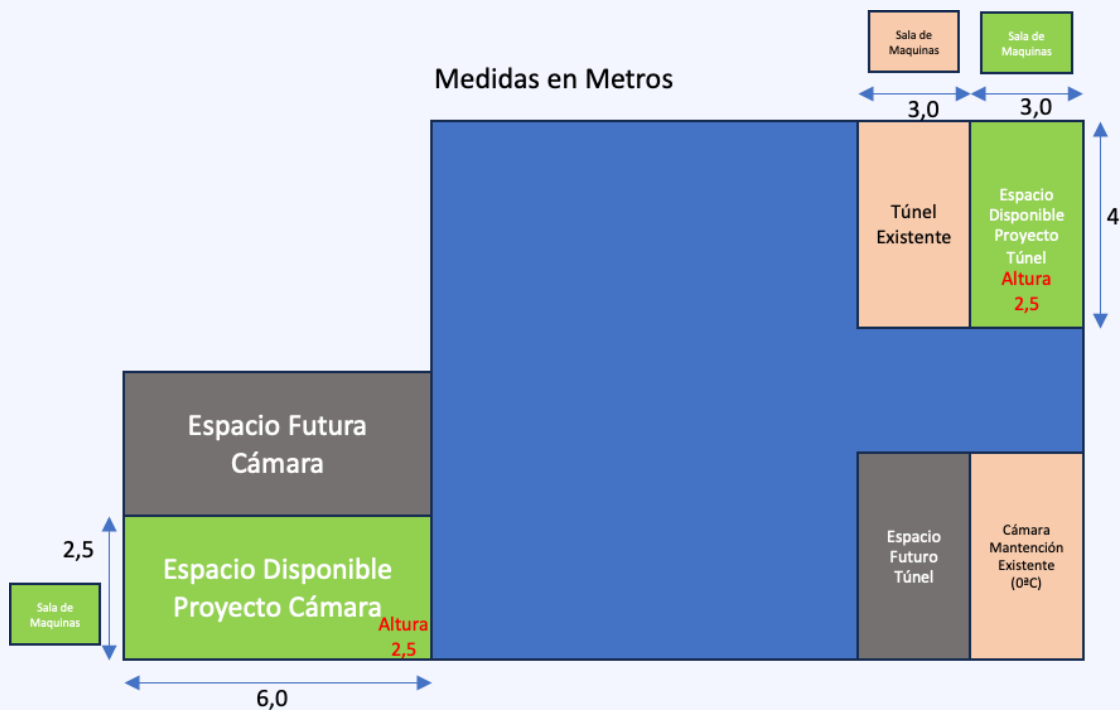 Sala de
Maquinas
Sala de
Maquinas
Medidas en Metros
3,0
3,0
Túnel
Existente
Espacio
Disponible
Proyecto
Túnel
Altura
2,5
4
Espacio Futura
Cámara
2,5
Espacio Disponible
Proyecto Cámara
Altura
2,5
Sala de
Maquinas
6,0
Espacio
Futuro
Túnel
Cámara
Mantención
Existente
(0ªC)